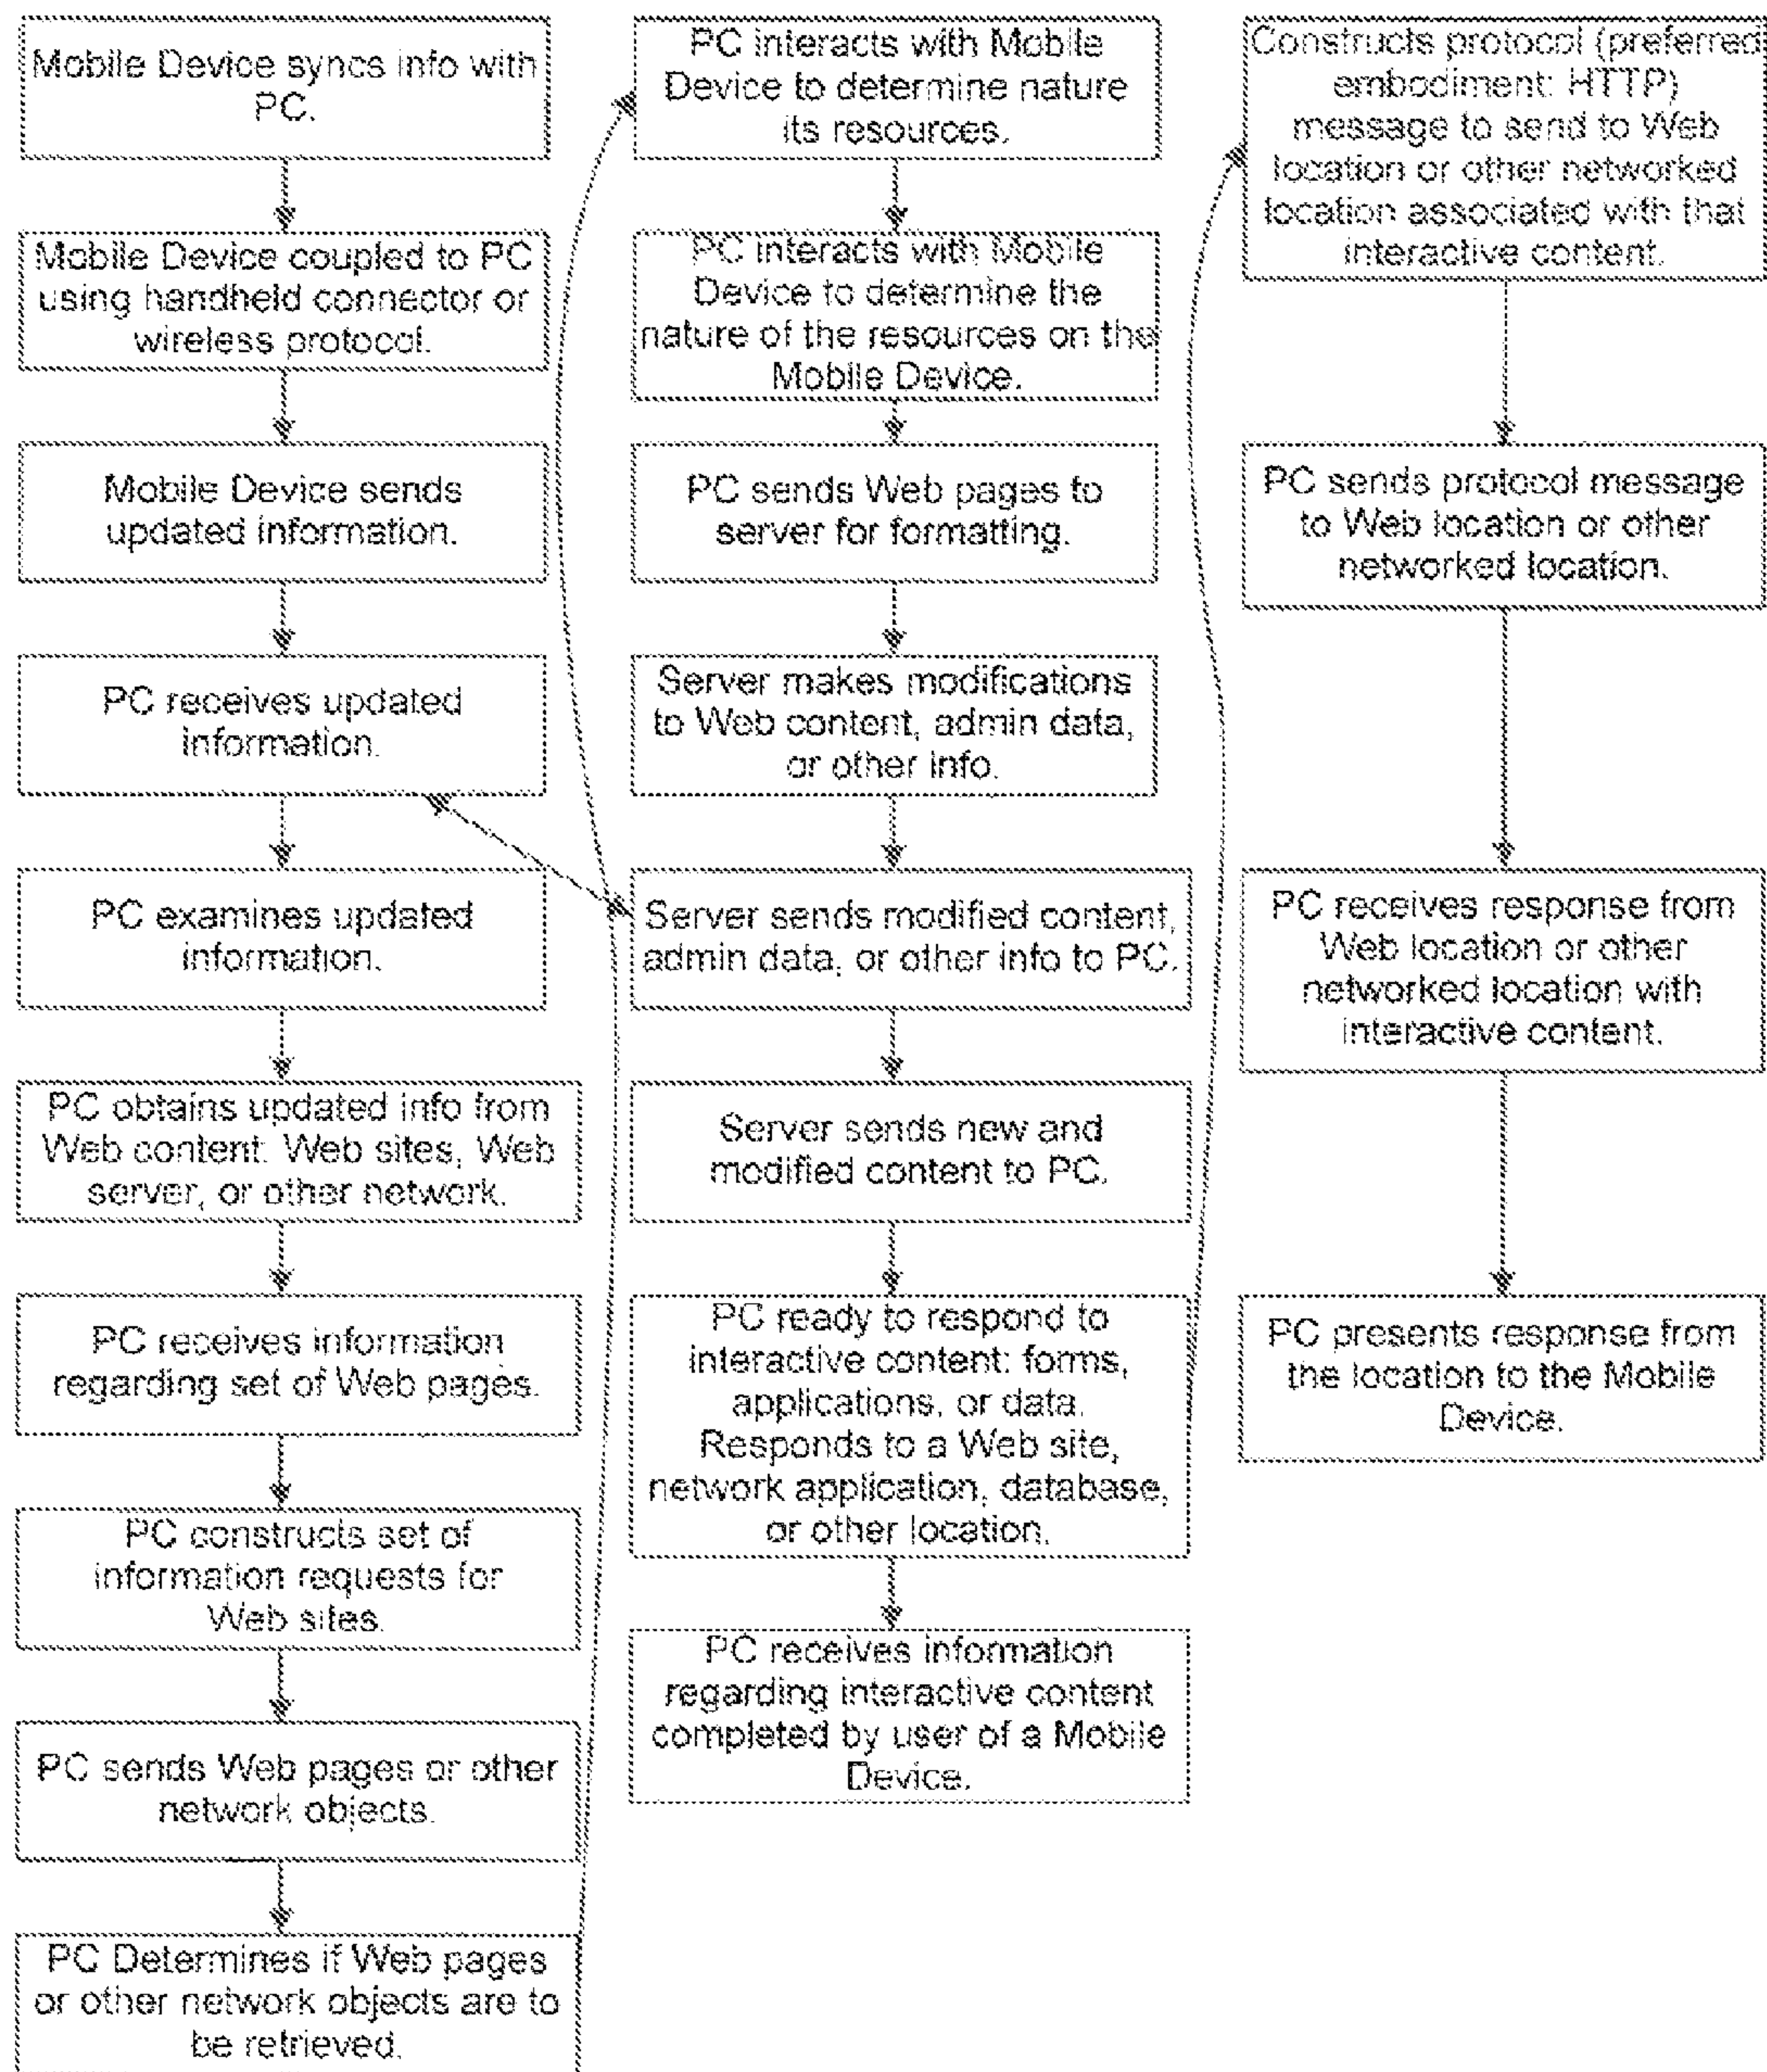 Mobile Device syncs info with
PC.
Mobile Device coupled to PC
using handheld connector or
wireless protocol.
Mobile Device sends
updated information.
PC receives updated
information.
PC examines updated
information.
PC obtains updated info from
Web content: Web sites, Web
server, or other network.
PC receives information
regarding set of Web pages.
PC constructs set of
information requests for
Web sites.
PC sends Web pages or other
network objects.
PC Determines if Web pages
or other network objects are to
be retrieved.
PC interacts with Mobile
Device to determine nature
its resources.
PC interacts with Mobile
Device to determine the
nature of the resources on the
Mobile Device.
PC sends Web pages to
server for formatting.
Server makes modifications
to Web content, admin data,
or other info.
Server sends modified content,
admin data, or other info to PC.
Server sends new and
modified content to PC.
PC ready to respond to
interactive content: forms,
applications, or data.
Responds to a Web site,
network application, database,
or other location.
PC receives information
regarding interactive content
completed by user of a Mobile
Device.
Constructs protocol (preferred
embodiment: HTTP)
message to send to Web
location or other networked
location associated with that
interactive content.
PC sends protocol message
to Web location or other
networked location.
PC receives response from
Web location or other
networked location with
interactive content.
PC presents response from
the location to the Mobile
Device.